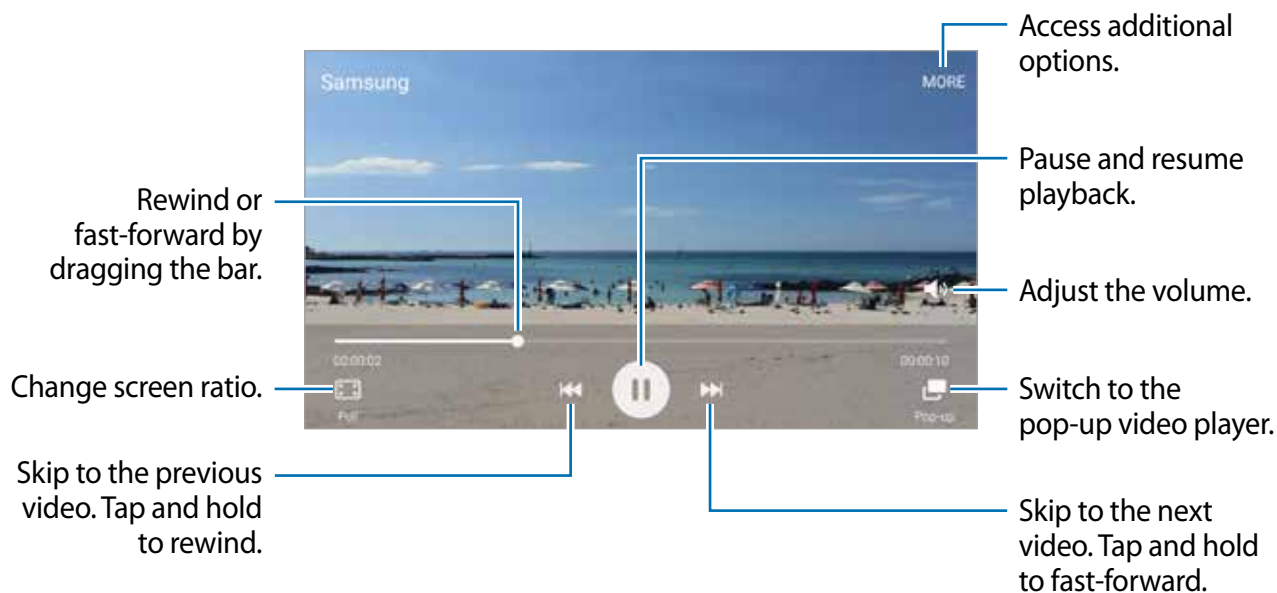 Access additional
options.
Samsung
MORE
Pause and resume
playback.
Rewind or
fast-forward by
dragging the bar.
Adjust the volume.
00:00:02
00:00:10
Change screen ratio.
Switch to the
pop-up video player.
Full
Pop-up
Skip to the previous
video. Tap and hold
to rewind.
Skip to the next
video. Tap and hold
to fast-forward.